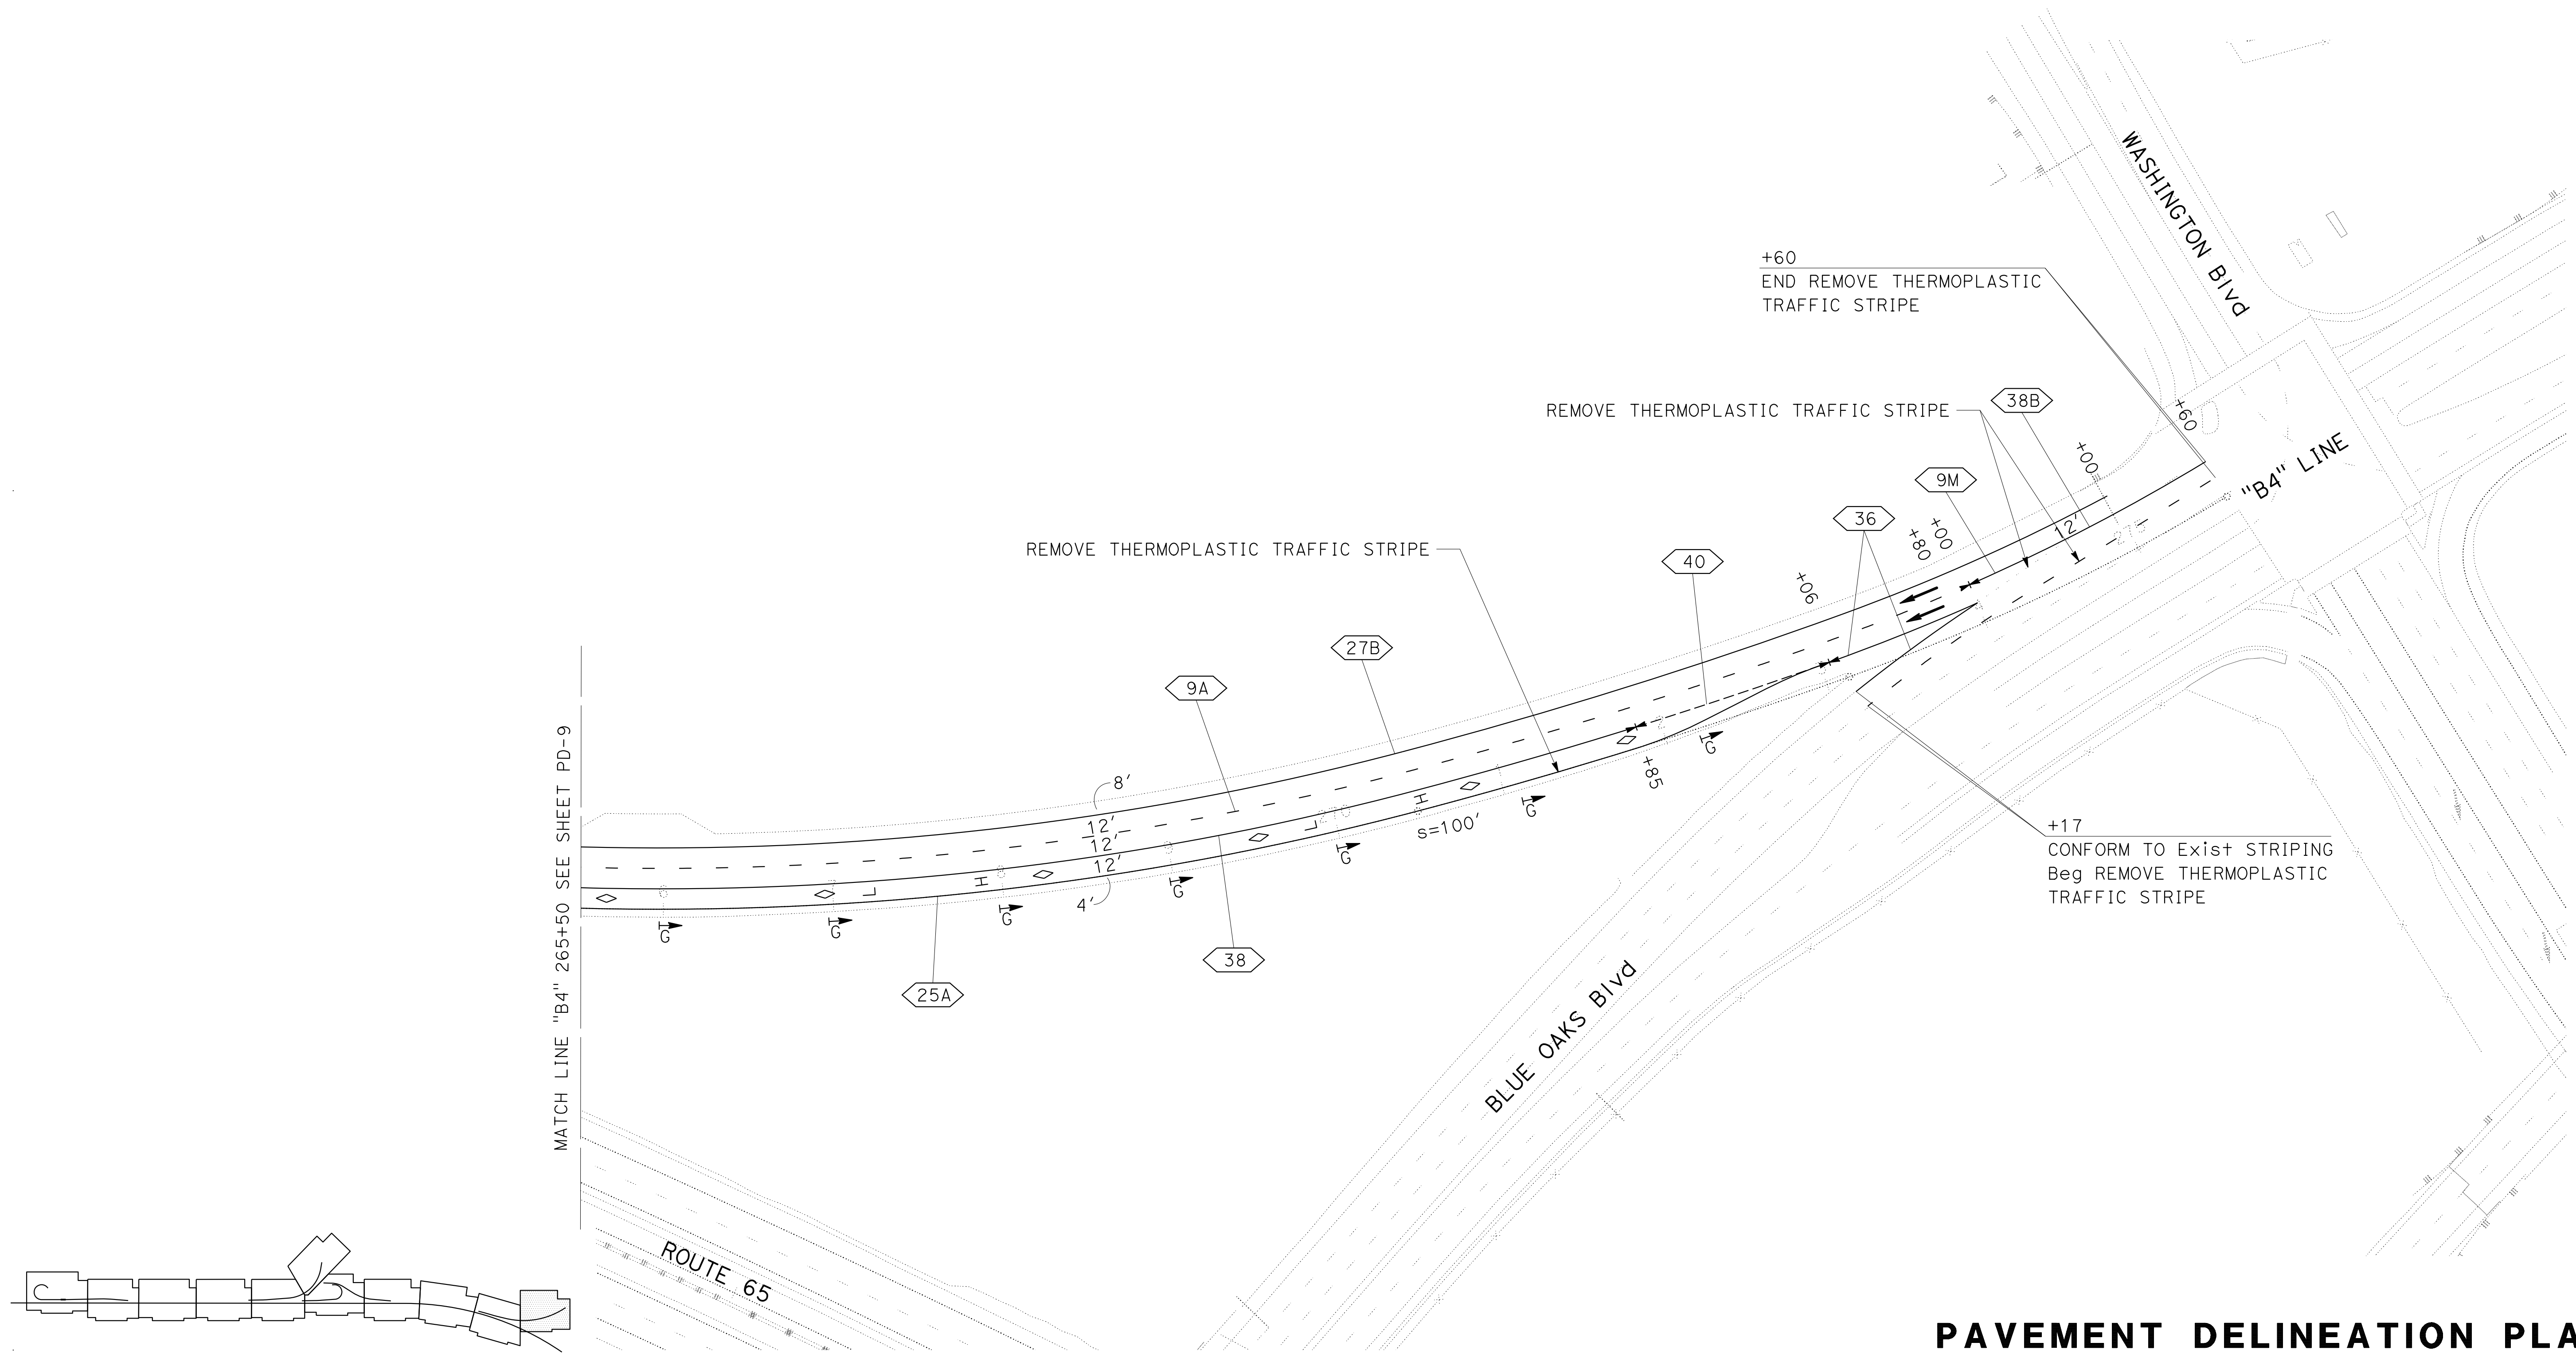 WASHINGTON Blvd
+60
END REMOVE THERMOPLASTIC
TRAFFIC STRIPE
REMOVE THERMOPLASTIC TRAFFIC STRIPE
38B
+60
+00
"B4" LINE
9M
12'
275
36
+00
+80
REMOVE THERMOPLASTIC TRAFFIC STRIPE
40
+06
27B
9A
MATCH LINE "B4" 265+50 SEE SHEET PD-9
8'
12'
12'
12'
4'
H
L
H
L
270
s=100'
+85
G
G
G
G
G
G
G
+17
CONFORM TO Exist STRIPING
Beg REMOVE THERMOPLASTIC
TRAFFIC STRIPE
38
25A
BLUE OAKS Blvd
ROUTE 65
PAVEMENT DELINEATION PLA